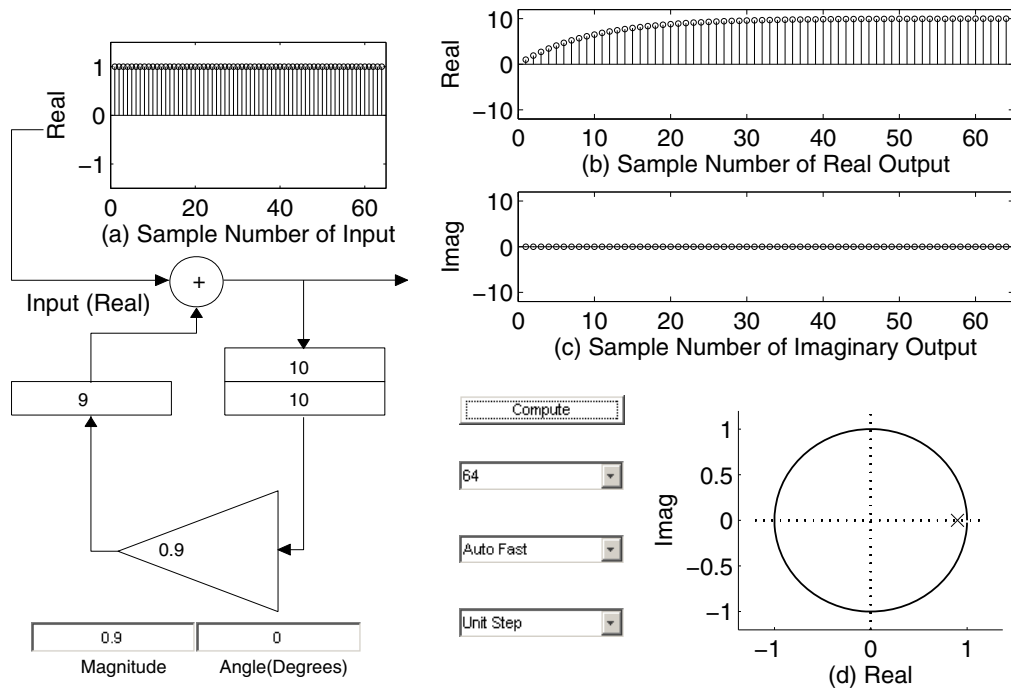 Real
1
0
−1
0 20 40 60
(a) Sample Number of Input
Real
10
0
−10
0 10 20 30 40 50 60
(b) Sample Number of Real Output
Imag
10
0
−10
0 10 20 30 40 50 60
(c) Sample Number of Imaginary Output
+
Input (Real)
10
10
9
0.9
0.9
0
Magnitude
Angle(Degrees)
Compute
64
Auto Fast
Unit Step
Imag
1
0.5
0
−0.5
−1
−1 0 1
(d) Real